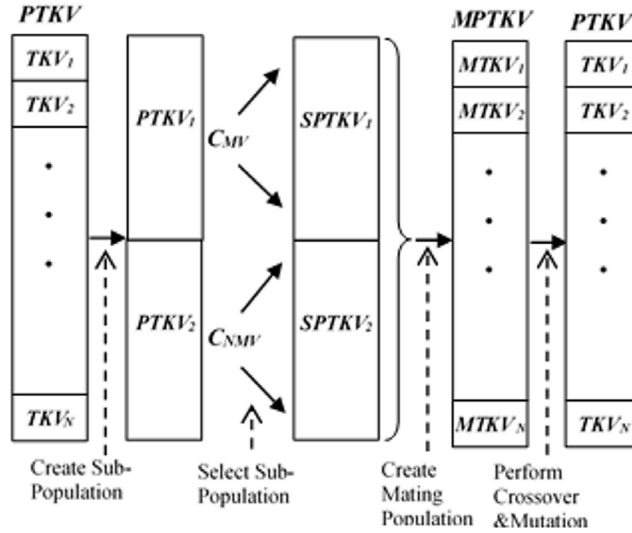 PTKV
MPTKV
PTKV
TKV1
TKV2
TKVN
PTKV1
PTKV2
CMV
CNMV
SPTKV1
SPTKV2
MTKV1
MTKV2
MTKVN
TKV1
TKV2
TKVN
Create Sub-
Population
Select Sub-
Population
Create
Mating
Population
Perform
Crossover
&Mutation